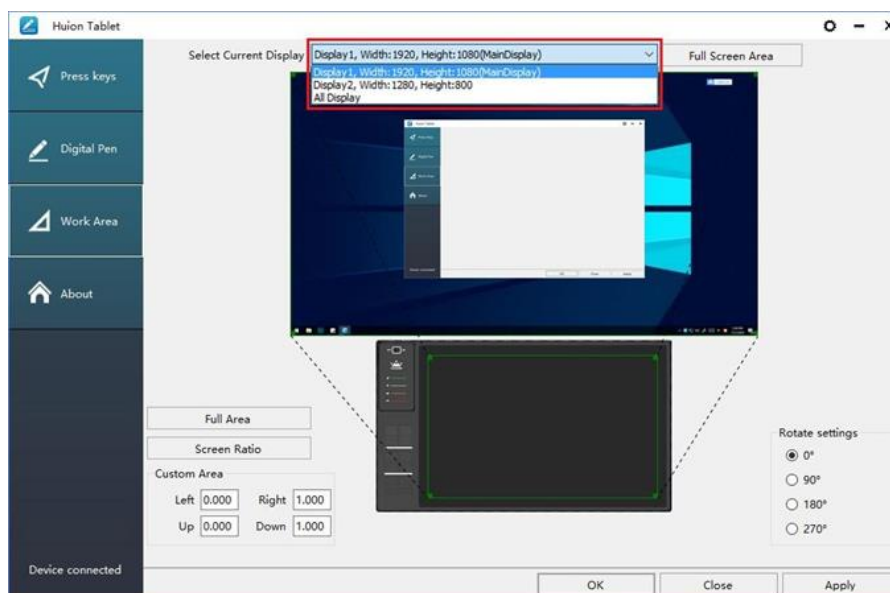 Huion Tablet
Press keys
Digital Pen
Work Area
About
Device connected
Select Current Display
Display1, Width:1920, Height:1080(MainDisplay)
Full Screen Area
Display1, Width:1920, Height:1080(MainDisplay)
Display2, Width:1280, Height:800
All Display
Full Area
Screen Ratio
Custom Area
Left 0.000 Right 1.000
Up 0.000 Down 1.000
Rotate settings
0°
90°
180°
270°
OK Close Apply